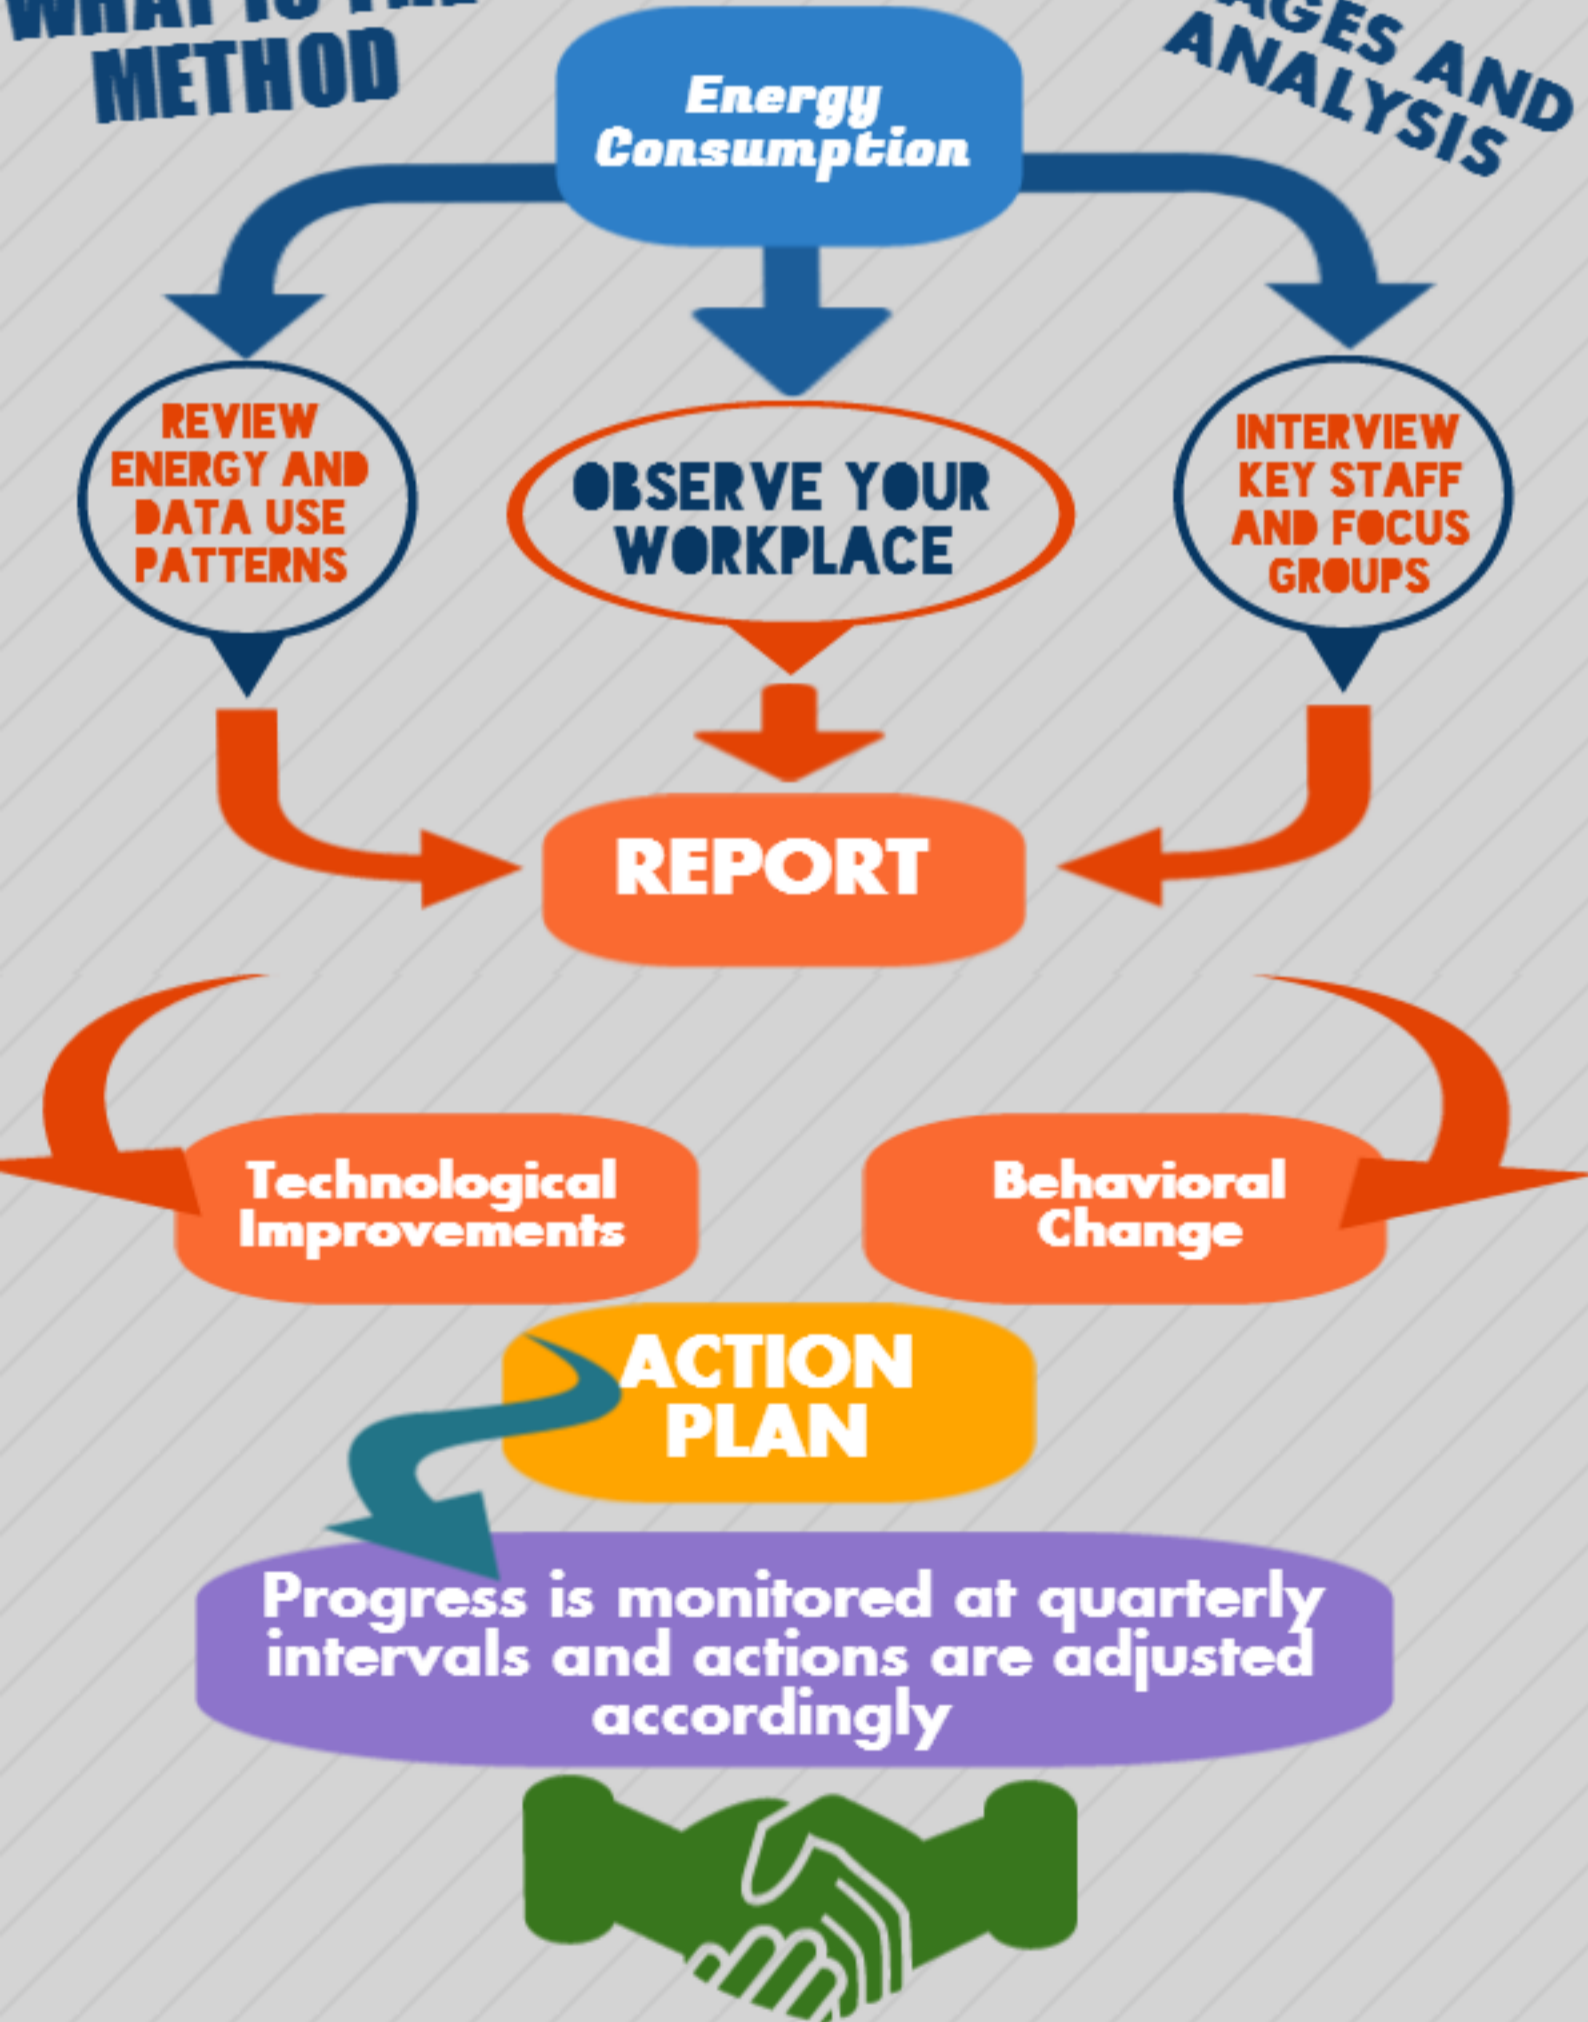 METHOD
AND
ANALYSIS
Energy
Consumption
REVIEW
ENERGY AND
DATA USE
PATTERNS
OBSERVE YOUR
WORKPLACE
INTERVIEW
KEY STAFF
AND FOCUS
GROUPS
REPORT
Technological
Improvements
Behavioral
Change
ACTION
PLAN
Progress is monitored at quarterly
intervals and actions are adjusted
accordingly